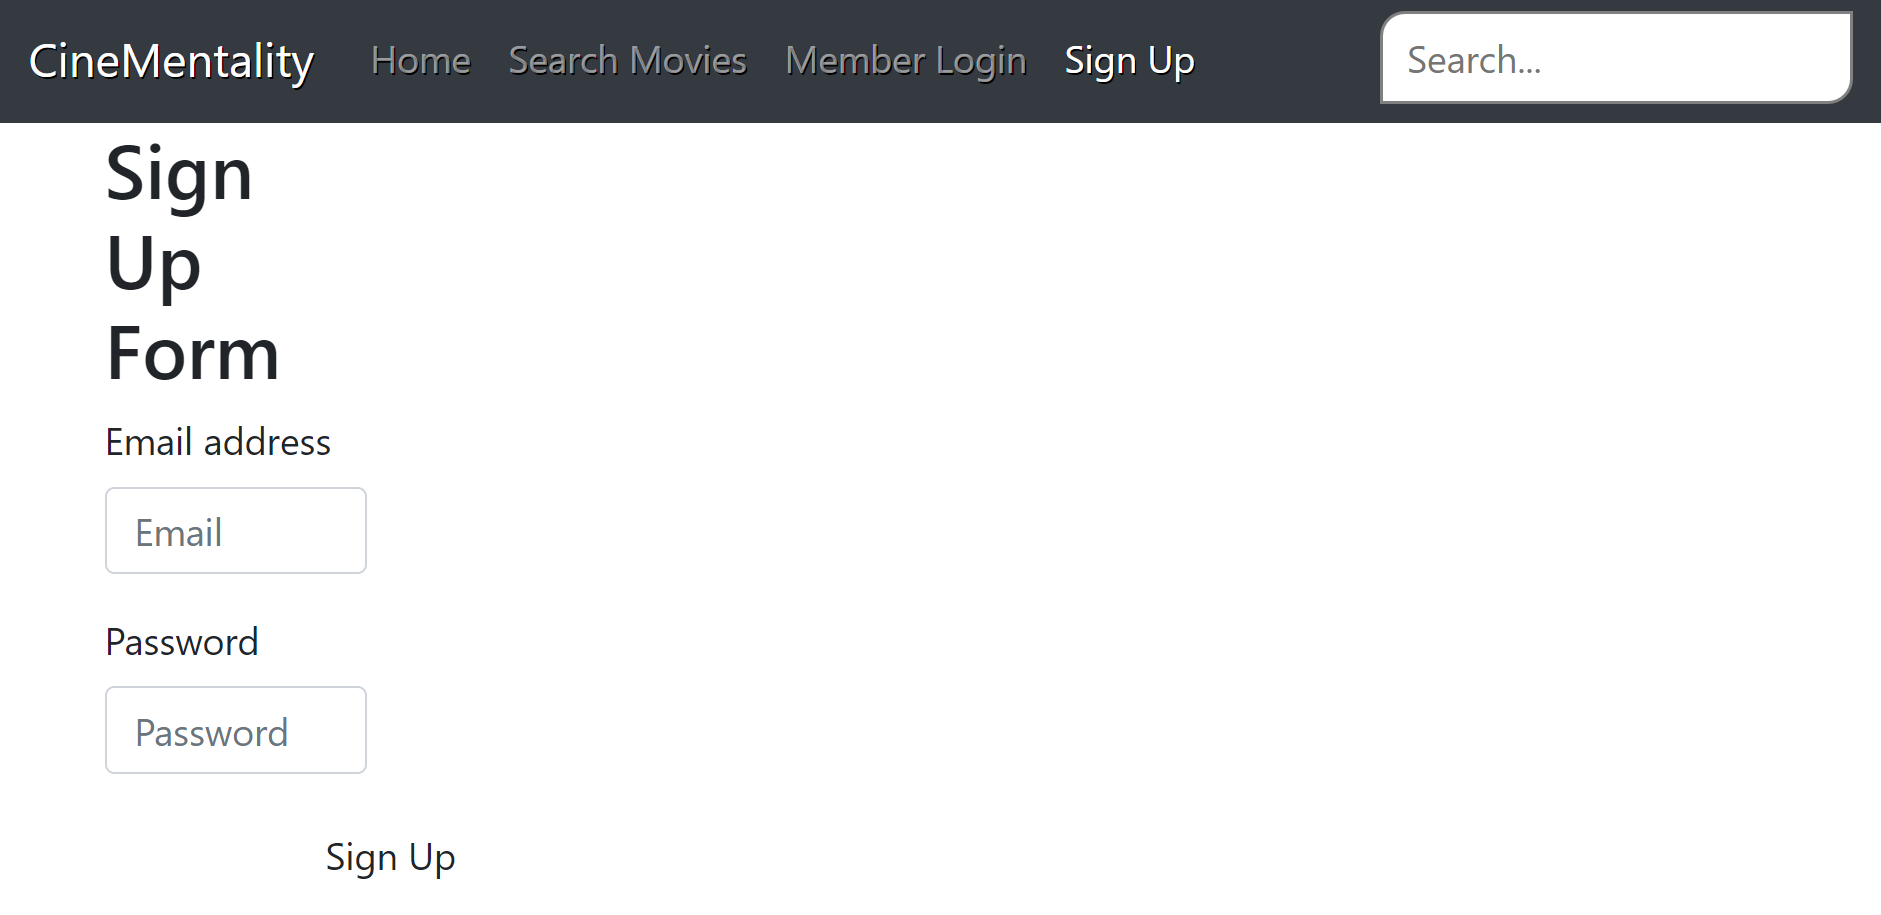 CineMentality Home Search Movies Member Login Sign Up Search...
Sign
Up
Form
Email address
Email
Password
Password
Sign Up